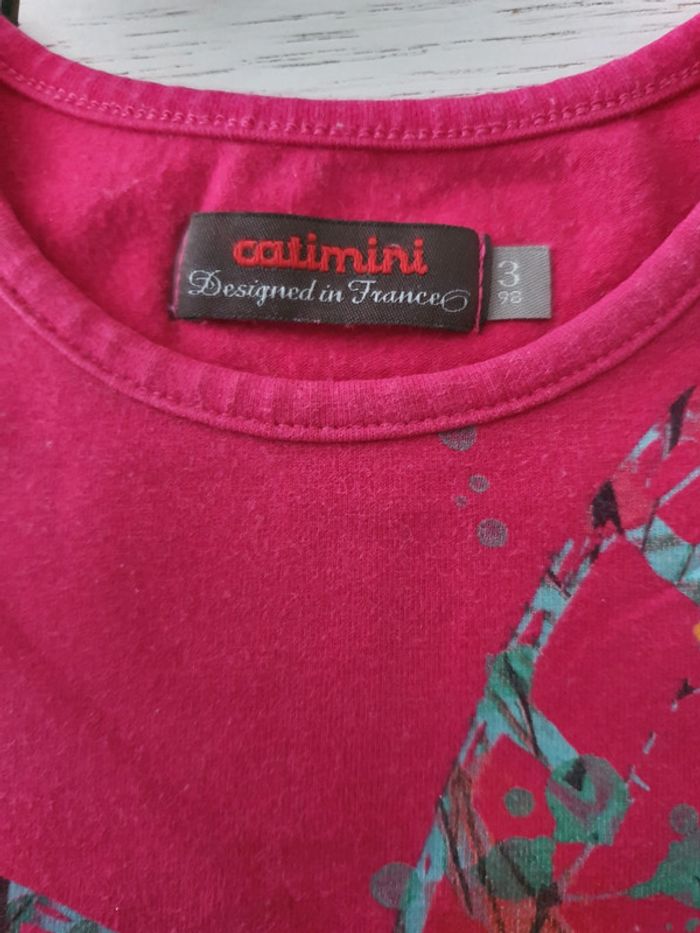 catimini
Designed in France
3
98